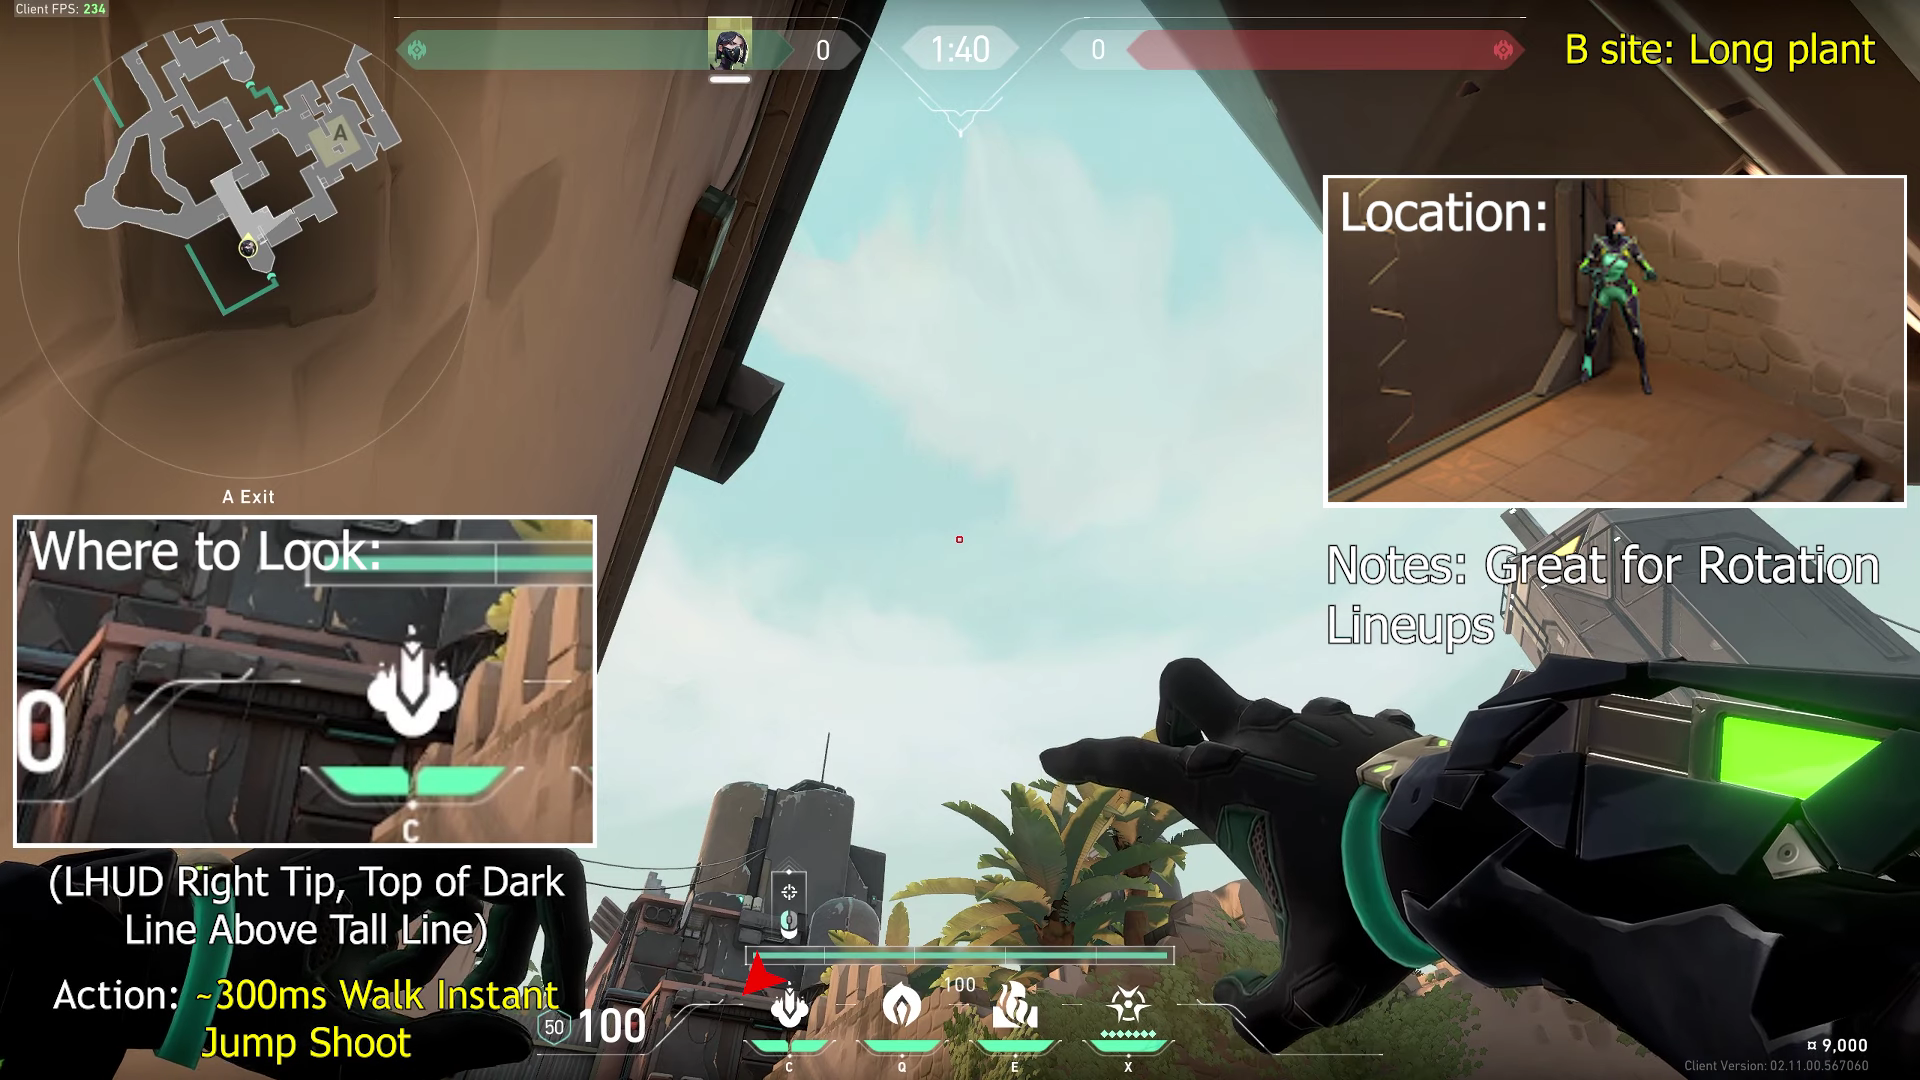 Client FPS: 234
0
1:40
0
B site: Long plant
A
A Exit
Location:
Where to Look:
0
C
Notes: Great for Rotation
Lineups
(LHUD Right Tip, Top of Dark
Line Above Tall Line)
Action: ~300ms Walk Instant
Jump Shoot
50
100
100
C
Q
E
X
¤ 9,000
Client Version: 02.11.00.567060